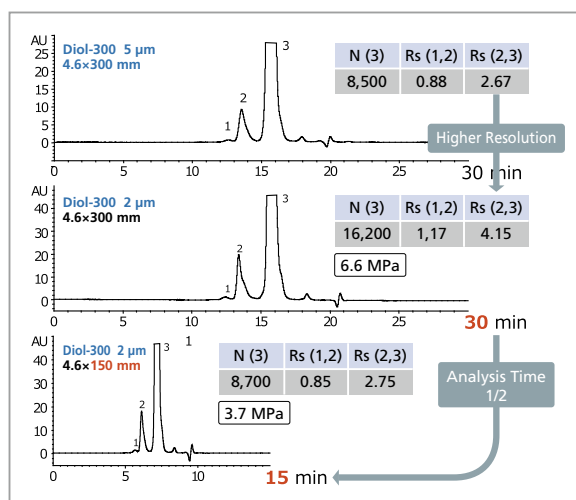 AU
Diol-300 5 µm
4.6×300 mm
25
20
15
10
5
0
1
2
3
N (3) Rs (1,2) Rs (2,3)
8,500 0.88 2.67
Higher Resolution
0 5 10 15 20 25 30 min
AU
Diol-300 2 µm
4.6×300 mm
40
30
20
10
0
1
2
3
N (3) Rs (1,2) Rs (2,3)
16,200 1,17 4.15
6.6 MPa
0 5 10 15 20 25 30 min
AU
Diol-300 2 µm
4.6×150 mm
40
30
20
10
0
1
2
3
1
N (3) Rs (1,2) Rs (2,3)
8,700 0.85 2.75
3.7 MPa
Analysis Time
1/2
0 5 10 15 min